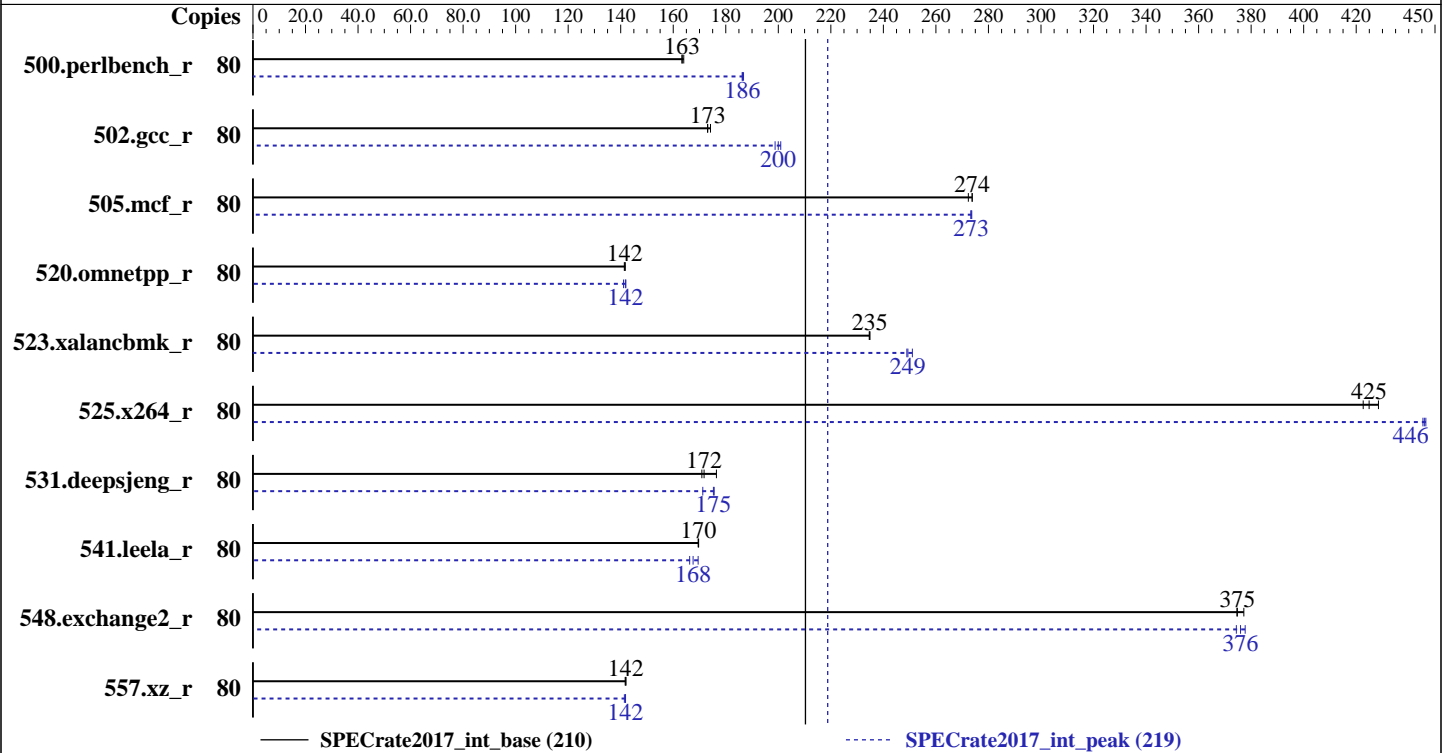 Copies 0 20.0 40.0 60.0 80.0 100 120 140 160 180 200 220 240 260 280 300 320 340 360 380 400 420 450
163
500.perlbench_r 80
186
173
502.gcc_r 80
200
274
505.mcf_r 80
273
142
520.omnetpp_r 80
142
235
523.xalancbmk_r 80
249
425
525.x264_r 80
446
172
531.deepsjeng_r 80
175
170
541.leela_r 80
168
375
548.exchange2_r 80
376
142
557.xz_r 80
142
SPECrate2017_int_base (210) SPECrate2017_int_peak (219)